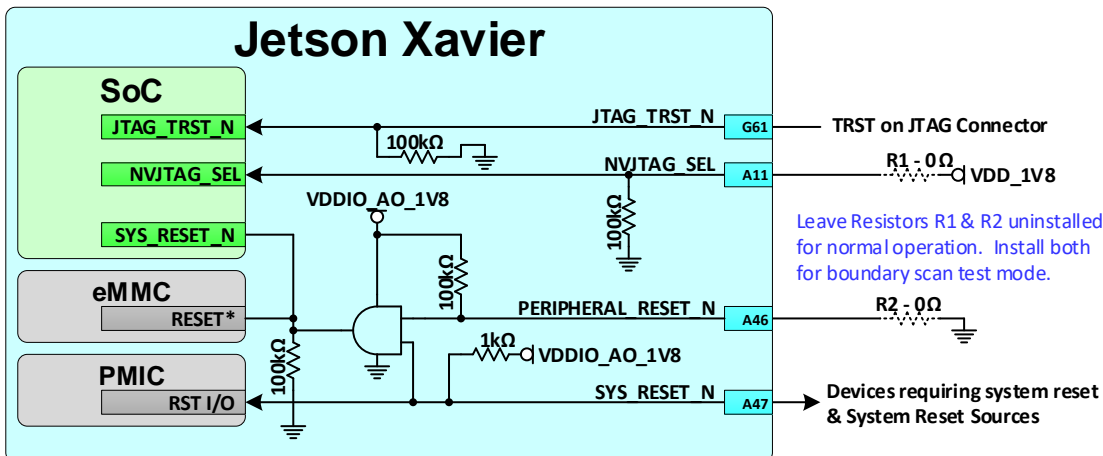 Jetson Xavier
SoC
JTAG_TRST_N
JTAG_TRST_N
G61
TRST on JTAG Connector
100kΩ
NVJTAG_SEL
NVJTAG_SEL
A11
R1 - 0Ω
VDD_1V8
VDDIO_AO_1V8
100kΩ
SYS_RESET_N
Leave Resistors R1 & R2 uninstalled
for normal operation. Install both
for boundary scan test mode.
100kΩ
eMMC
RESET*
PERIPHERAL_RESET_N
A46
R2 - 0Ω
100kΩ
1kΩ
VDDIO_AO_1V8
PMIC
RST I/O
SYS_RESET_N
A47
Devices requiring system reset
& System Reset Sources